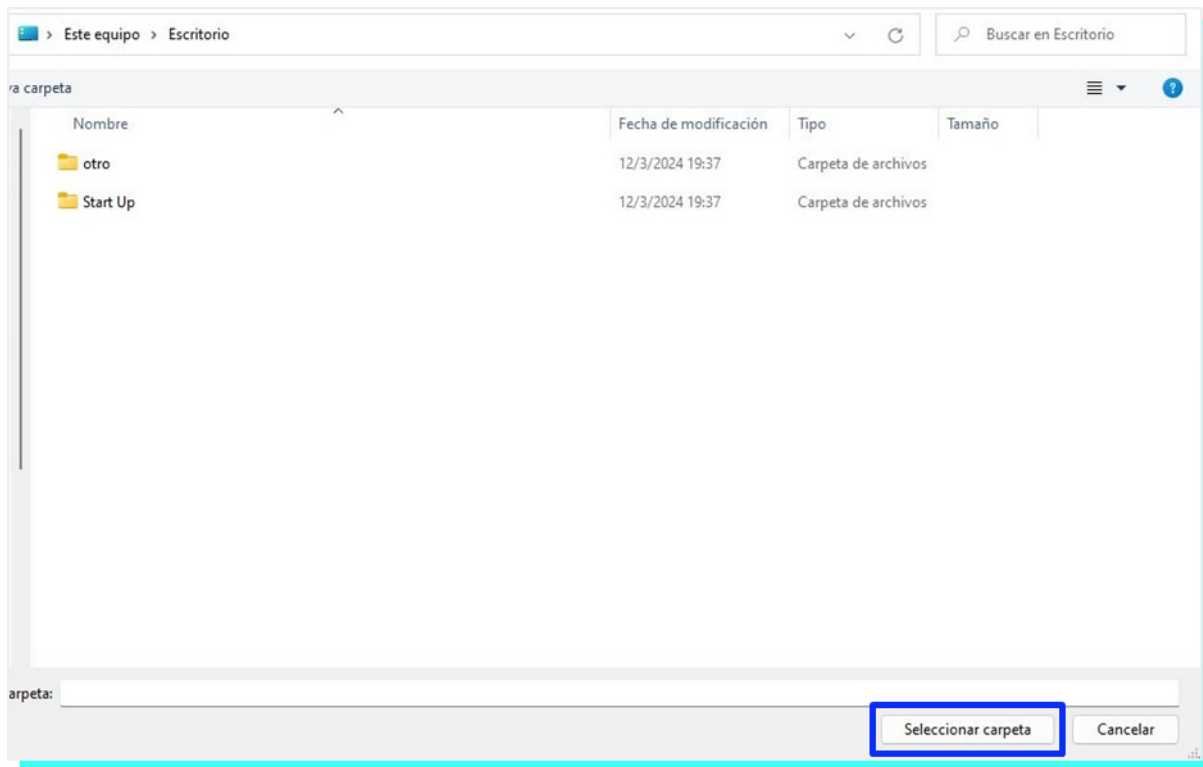 Este equipo > Escritorio
Buscar en Escritorio
va carpeta
Nombre Fecha de modificación Tipo Tamaño
otro 12/3/2024 19:37 Carpeta de archivos
Start Up 12/3/2024 19:37 Carpeta de archivos
arpeta:
Seleccionar carpeta Cancelar